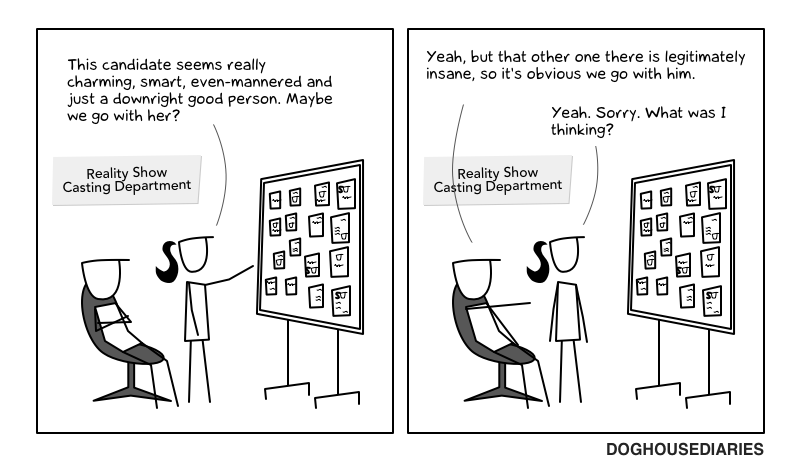 This candidate seems really
charming, smart, even-mannered and
just a downright good person. Maybe
we go with her?
Reality Show
Casting Department
Yeah, but that other one there is legitimately
insane, so it's obvious we go with him.
Yeah. Sorry. What was I
thinking?
Reality Show
Casting Department
DOGHOUSEDIARIES